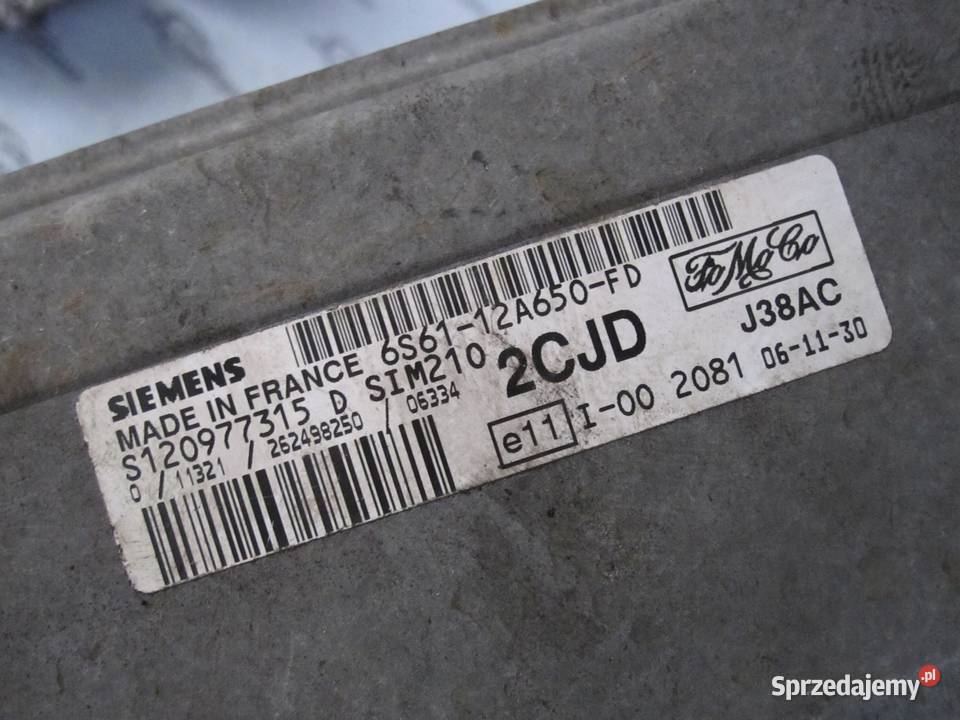 SIEMENS
MADE IN FRANCE 6S61-12A650-FD
S120977315 D SIM210
0 / 11321 / 262498250 / 06334
2CJD
FoMoCo
J38AC
e11 I-00 2081 06-11-30
Sprzedajemy.pl